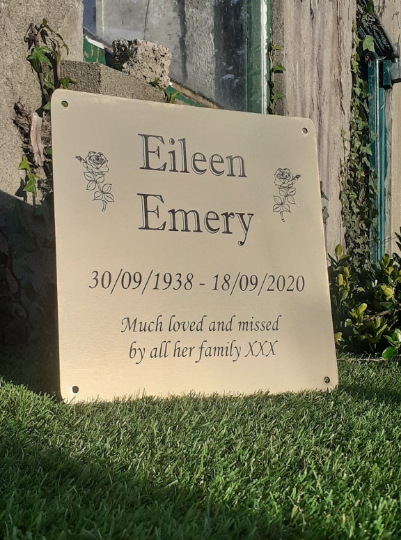 Eileen
Emery
30/09/1938 - 18/09/2020
Much loved and missed
by all her family XXX